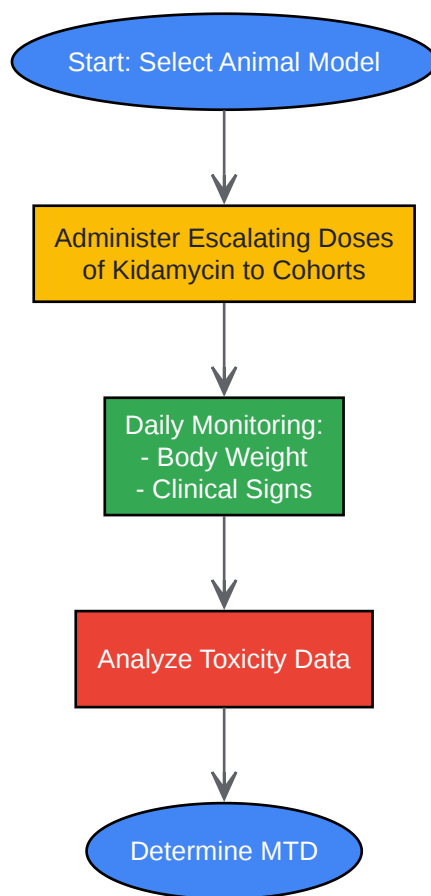 Start: Select Animal Model
Administer Escalating Doses
of Kidamycin to Cohorts
Daily Monitoring:
- Body Weight
- Clinical Signs
Analyze Toxicity Data
Determine MTD